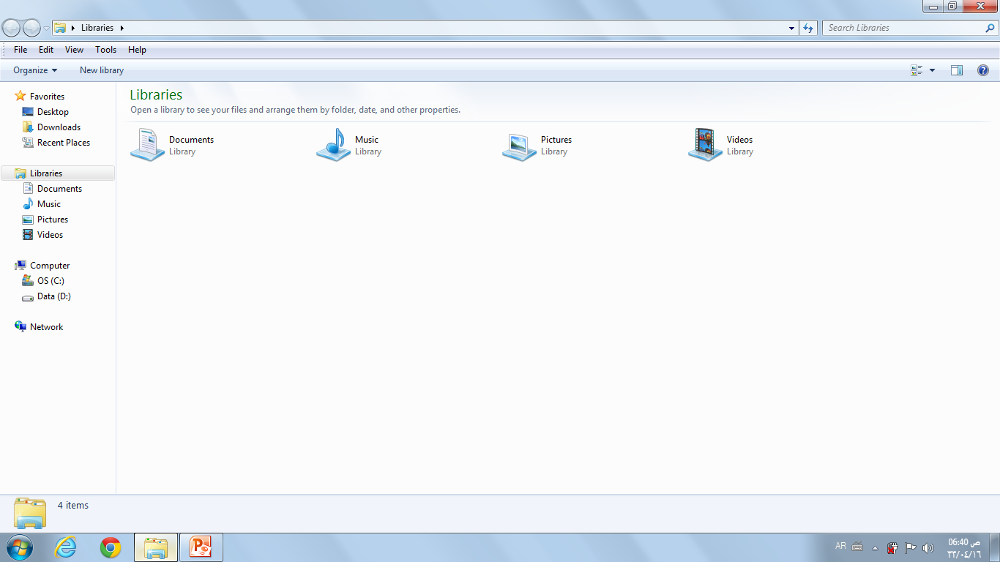 Libraries
Search Libraries
File Edit View Tools Help
Organize New library
Favorites
Desktop
Downloads
Recent Places
Libraries
Documents
Music
Pictures
Videos
Computer
OS (C:)
Data (D:)
Network
Libraries
Open a library to see your files and arrange them by folder, date, and other properties.
Documents
Library
Music
Library
Pictures
Library
Videos
Library
4 items
AR
06:40 ص
٣٣/٠٤/١٦